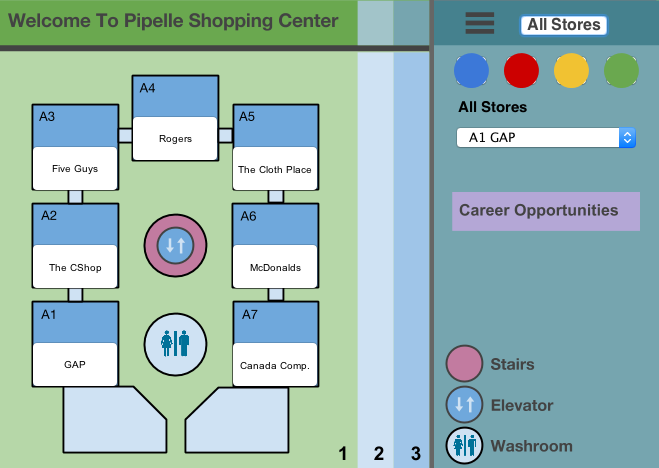 Welcome To Pipelle Shopping Center
All Stores
All Stores
A1 GAP
Career Opportunities
A4
Rogers
A3
Five Guys
A5
The Cloth Place
A2
The CShop
A6
McDonalds
A1
GAP
A7
Canada Comp.
1 2 3
Stairs
Elevator
Washroom